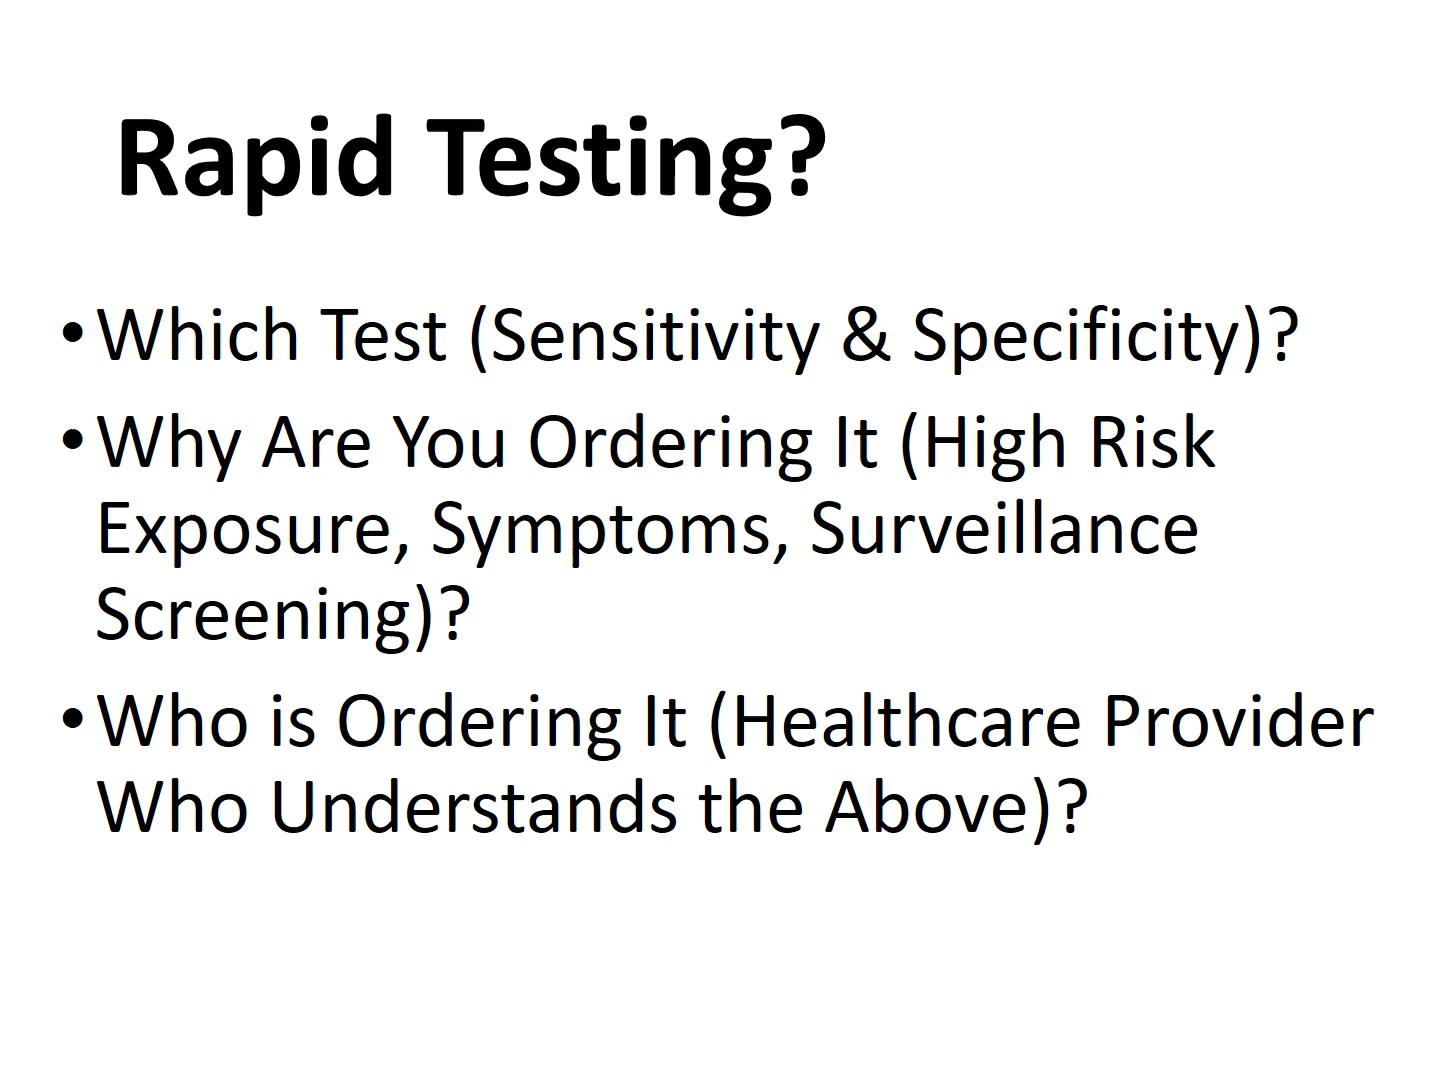 Rapid Testing?
• Which Test (Sensitivity & Specificity)?
• Why Are You Ordering It (High Risk
Exposure, Symptoms, Surveillance
Screening)?
• Who is Ordering It (Healthcare Provider
Who Understands the Above)?